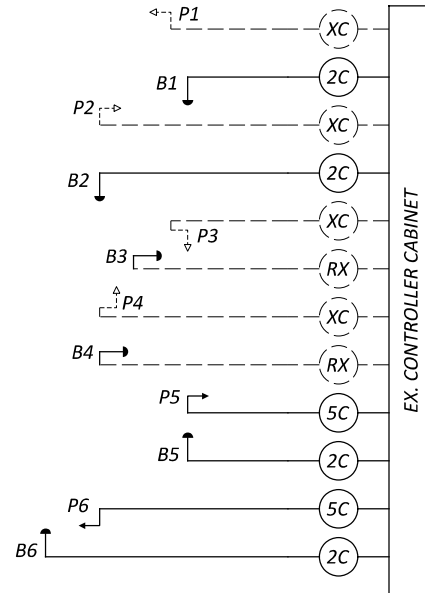 P1
XC
B1
2C
P2
XC
B2
2C
XC
P3
B3
RX
P4
XC
B4
RX
P5
5C
B5
2C
P6
5C
B6
2C
EX. CONTROLLER CABINET